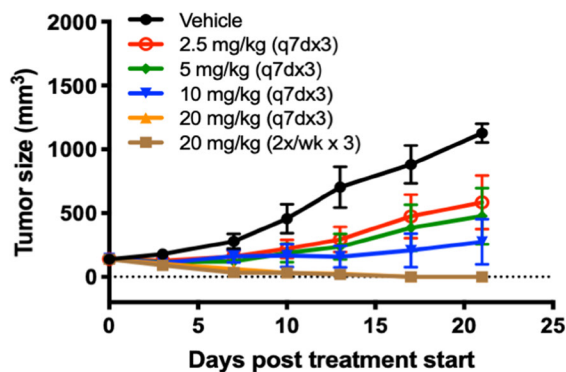 Vehicle
2.5 mg/kg (q7dx3)
5 mg/kg (q7dx3)
10 mg/kg (q7dx3)
20 mg/kg (q7dx3)
20 mg/kg (2x/wk x 3)
Tumor size (mm³)
2000
1500
1000
500
0
0 5 10 15 20 25
Days post treatment start